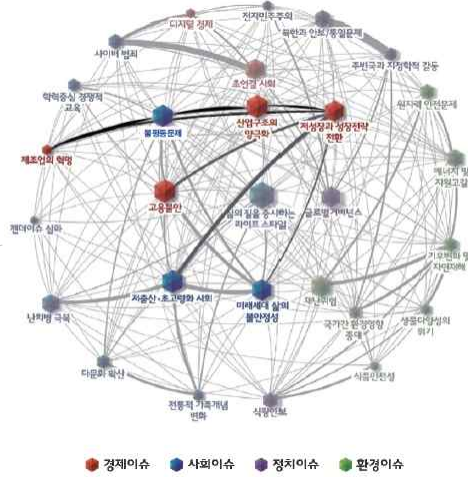 전자민주주의
디지털 경제
북한과 안보/통일문제
사이버 범죄
주변국과 지정학적 갈등
초연결 사회
학력중심 경쟁적
교육
원자력 안전문제
불평등문제
산업구조의
양극화
저성장과 성장전략
전환
제조업의 혁명
에너지 및
자원고갈
고용불안
삶의 질을 중시하는
라이프 스타일
글로벌 거버넌스
젠더이슈 심화
기후변화 및
자연재해
저출산·초고령화 사회
미래세대 삶의
불안정성
재난위험
난치병 극복
국가간 환경영향
증대
생물다양성의
위기
다문화 확산
식품안전성
전통적 가족개념
변화
식량안보
경제이슈
사회이슈
정치이슈
환경이슈